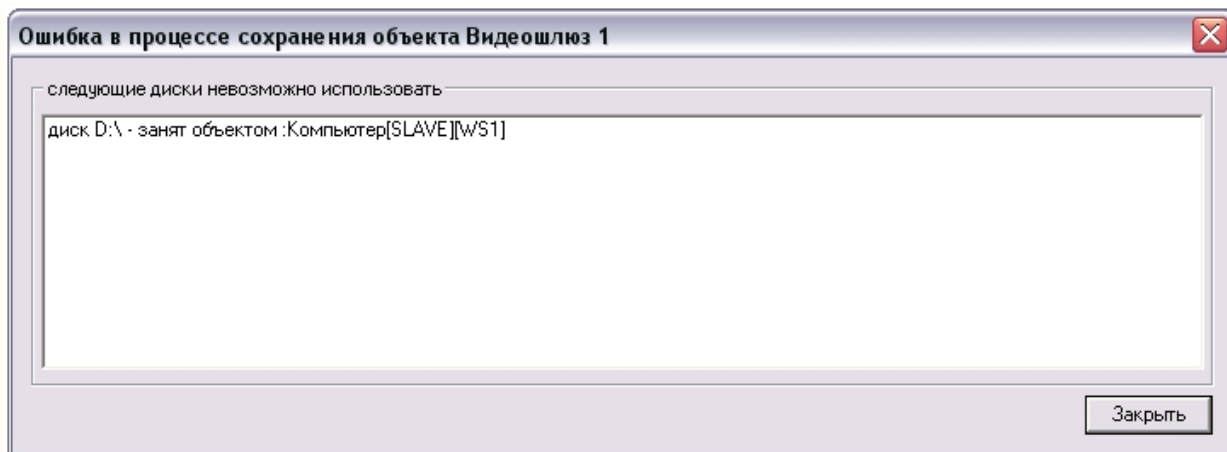 Ошибка в процессе сохранения объекта Видеошлюз 1
следующие диски невозможно использовать
диск D:\ - занят объектом :Компьютер[SLAVE][WS1]
Закрыть